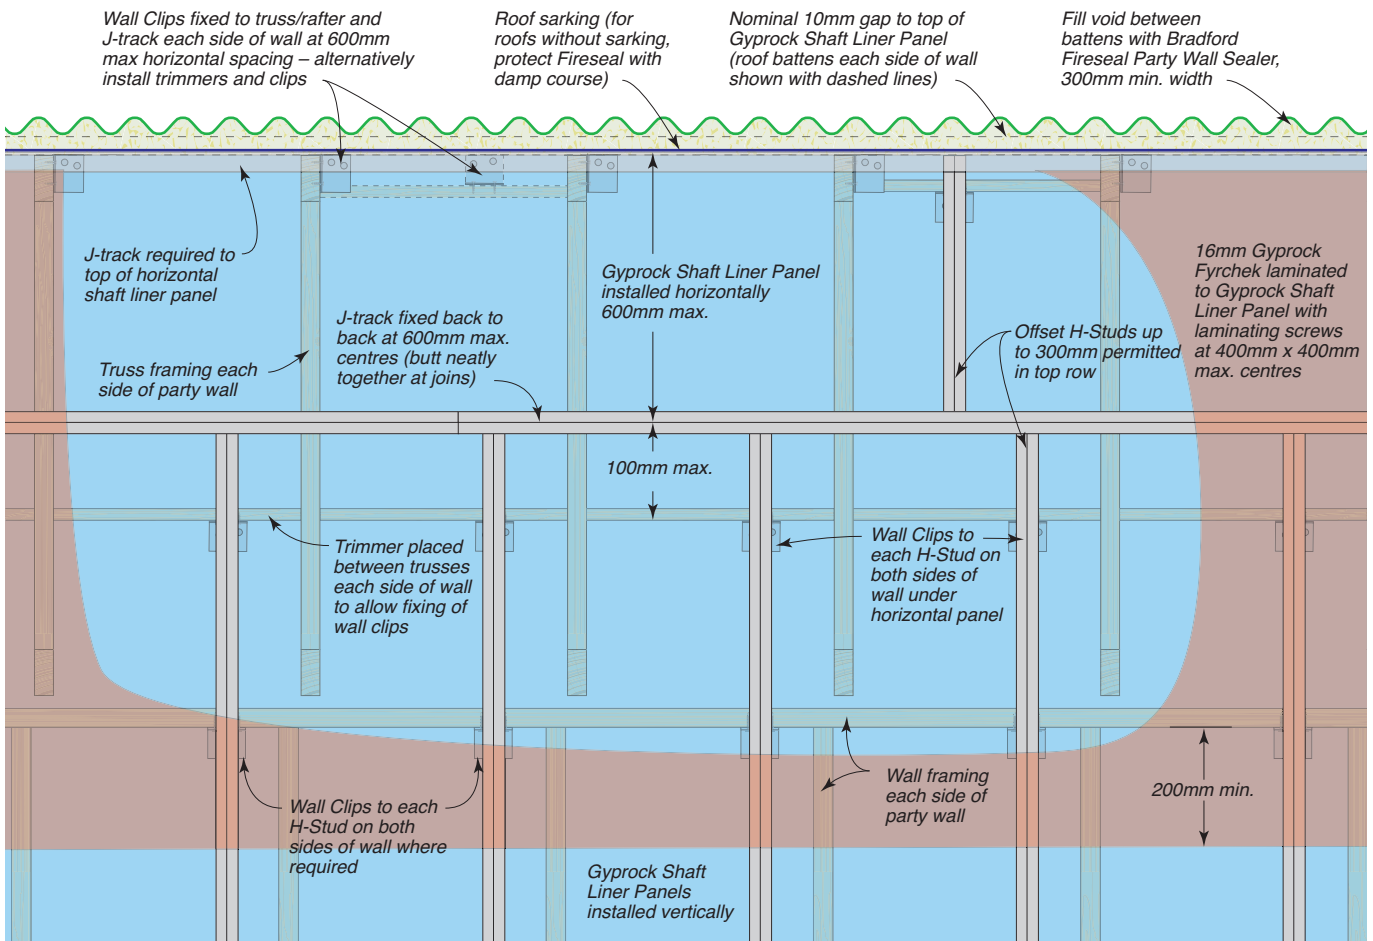 Wall Clips fixed to truss/rafter and
J-track each side of wall at 600mm
max horizontal spacing – alternatively
install trimmers and clips
Roof sarking (for
roofs without sarking,
protect Fireseal with
damp course)
Nominal 10mm gap to top of
Gyprock Shaft Liner Panel
(roof battens each side of wall
shown with dashed lines)
Fill void between
battens with Bradford
Fireseal Party Wall Sealer,
300mm min. width
J-track required to
top of horizontal
shaft liner panel
Gyprock Shaft Liner Panel
installed horizontally
600mm max.
16mm Gyprock
Fyrchek laminated
to Gyprock Shaft
Liner Panel with
laminating screws
at 400mm x 400mm
max. centres
J-track fixed back to
back at 600mm max.
centres (butt neatly
together at joins)
Offset H-Studs up
to 300mm permitted
in top row
Truss framing each
side of party wall
100mm max.
Trimmer placed
between trusses
each side of wall
to allow fixing of
wall clips
Wall Clips to
each H-Stud on
both sides of
wall under
horizontal panel
Wall Clips to each
H-Stud on both
sides of wall where
required
Wall framing
each side of
party wall
200mm min.
Gyprock Shaft
Liner Panels
installed vertically